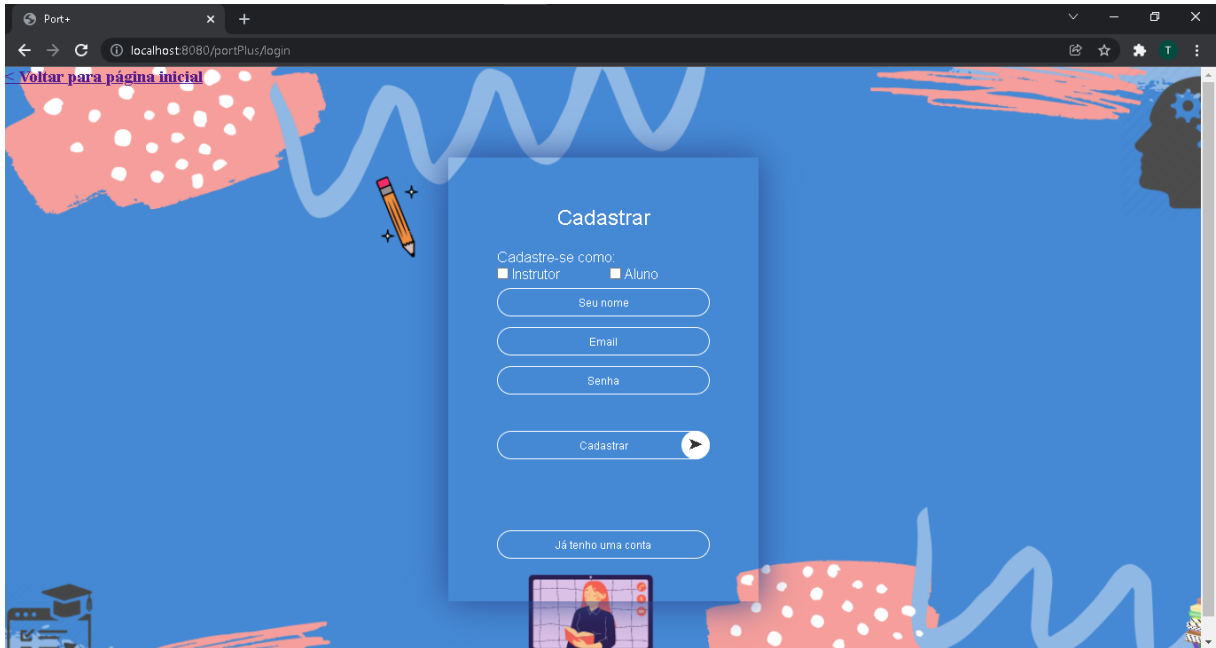 Port+
localhost:8080/portPlus/login
T
< Voltar para página inicial
Cadastrar
Cadastre-se como:
Instrutor Aluno
Seu nome
Email
Senha
Cadastrar
Já tenho uma conta